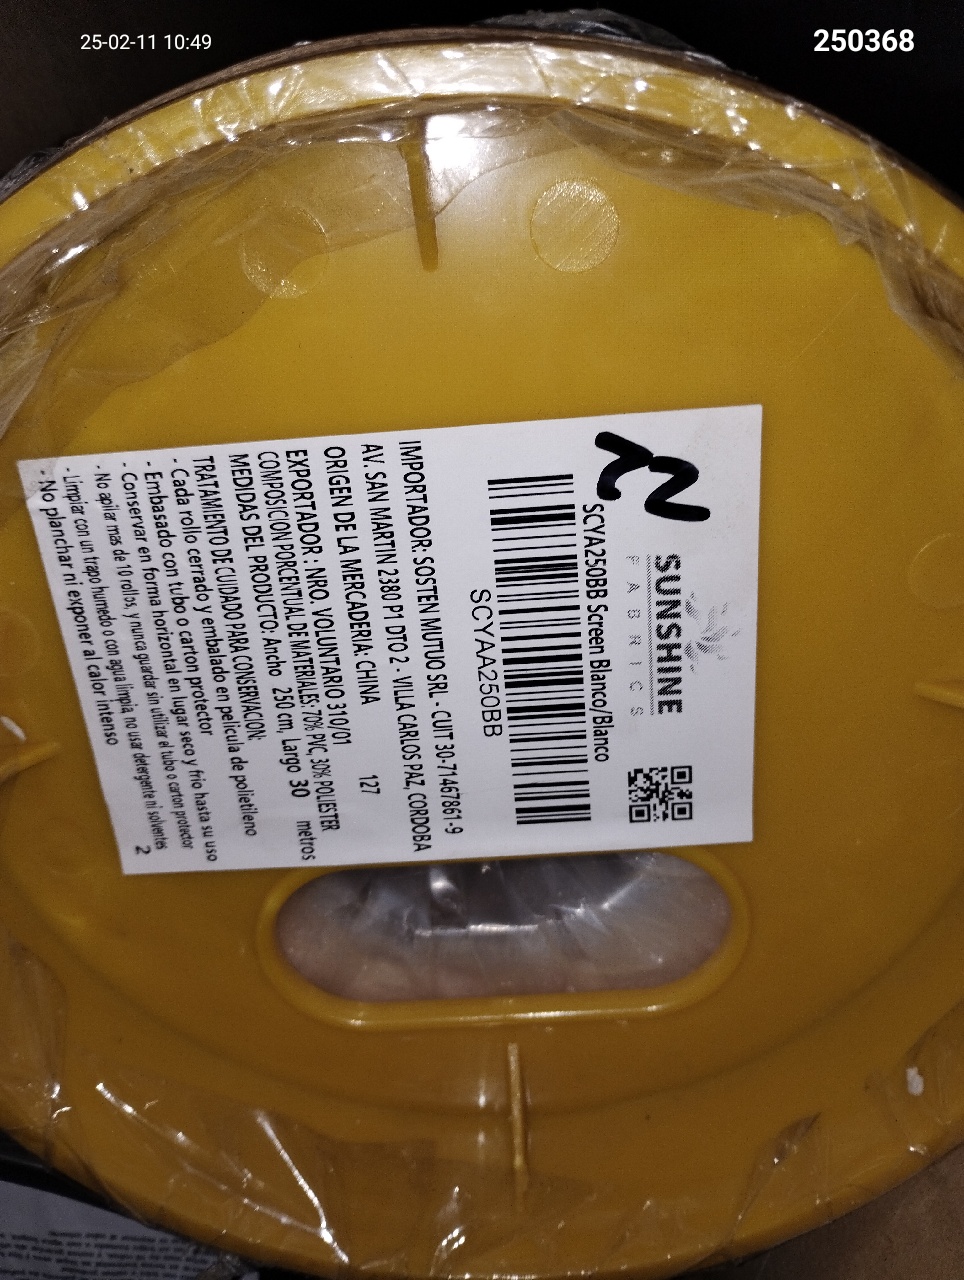 25-02-11 10:49
250368
SUNSHINE
FABRICS
SCYA250BB Screen Blanco/Blanco
SCYAA250BB
IMPORTADOR: SOSTEN MUTUO SRL - CUIT 30-71467861-9
AV. SAN MARTIN 2380 P1 DTO 2 - VILLA CARLOS PAZ, CORDOBA
ORIGEN DE LA MERCADERIA: CHINA 127
EXPORTADOR : NRO. VOLUNTARIO 310/01
COMPOSICION PORCENTUAL DE MATERIALES: 70% PVC, 30% POLIESTER
MEDIDAS DEL PRODUCTO: Ancho 250 cm, Largo 30 metros
TRATAMIENTO DE CUIDADO PARA CONSERVACION:
- Cada rollo cerrado y embalado en película de polietileno
- Embasado con tubo o carton protector
- Conservar en forma horizontal en lugar seco y frio hasta su uso
- No apilar mas de 10 rollos, y nunca guardar sin utilizar el tubo o carton protector
- Limpiar con un trapo humedo o con agua limpia, no usar detergente ni solventes
- No planchar ni exponer al calor intenso
2